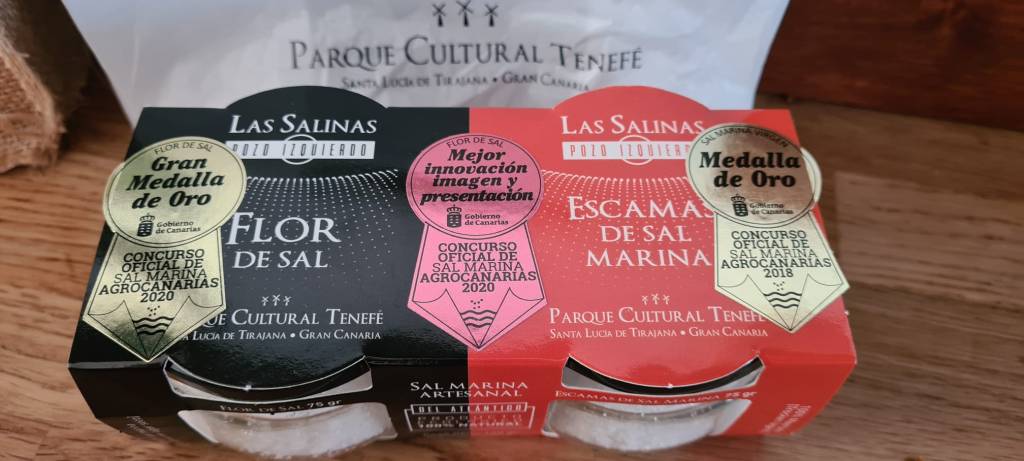 PARQUE CULTURAL TENEFÉ
SANTA LUCÍA DE TIRAJANA • GRAN CANARIA
LAS SALINAS
POZO IZQUIERDO
FLOR DE SAL
Gran
Medalla
de Oro
Gobierno
de Canarias
CONCURSO
OFICIAL DE
SAL MARINA
AGROCANARIAS
2020
FLOR
DE SAL
QUE CULTURAL TENEFÉ
LUCÍA DE TIRAJANA • GRAN CANARIA
FLOR DE SAL 75 gr
FLOR DE SAL
Mejor
innovación
imagen y
presentación
Gobierno
de Canarias
CONCURSO
OFICIAL DE
SAL MARINA
AGROCANARIAS
2020
SAL MARINA
ARTESANAL
DEL ATLÁNTICO
PRODUCTO
100% NATURAL
LAS SALINAS
POZO IZQUIER
ESCAMAS
DE SAL
MARINA
PARQUE CULTURAL TENEF
SANTA LUCÍA DE TIRAJANA • GRAN CANARIA
ESCAMAS DE SAL MARINA 75 gr
SAL MARINA VIRGEN
Medalla
de Oro
Gobierno
de Canarias
CONCURSO
OFICIAL DE
SAL MARINA
AGROCANARIAS
2018